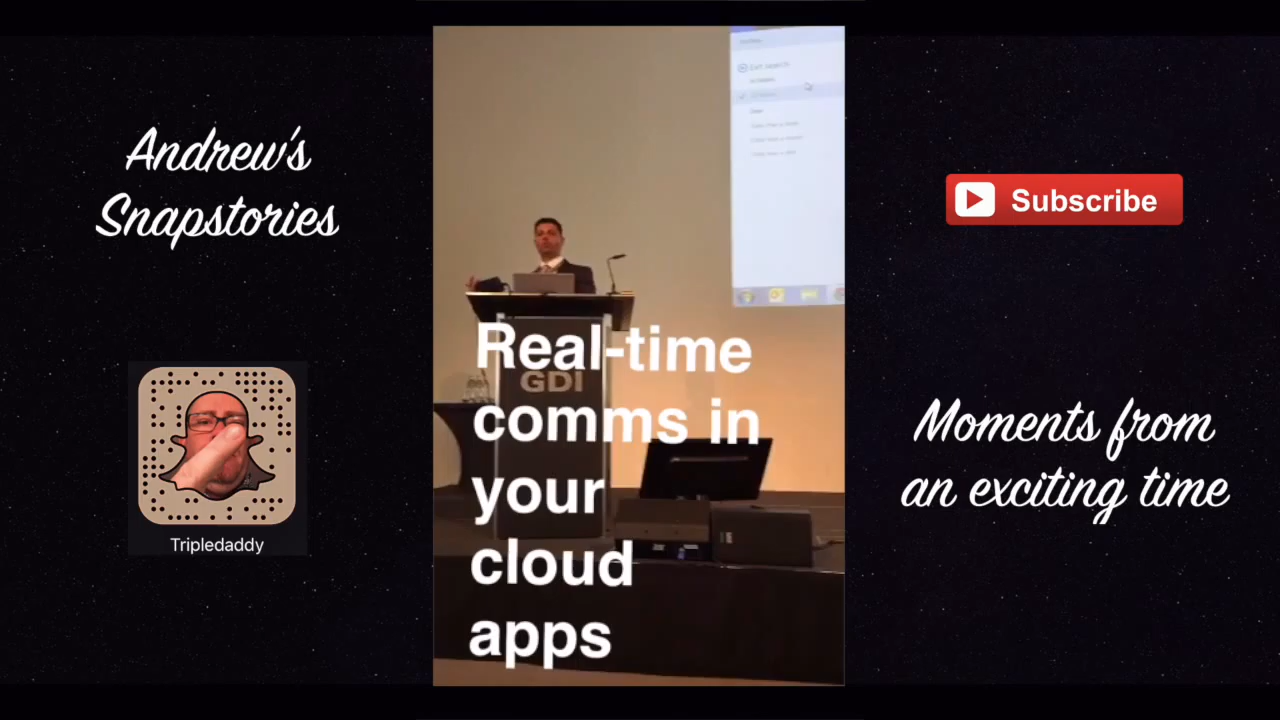 Andrew's
Snapstories
Tripledaddy
GDI
Real-time
comms in
your
cloud
apps
Subscribe
Moments from
an exciting time